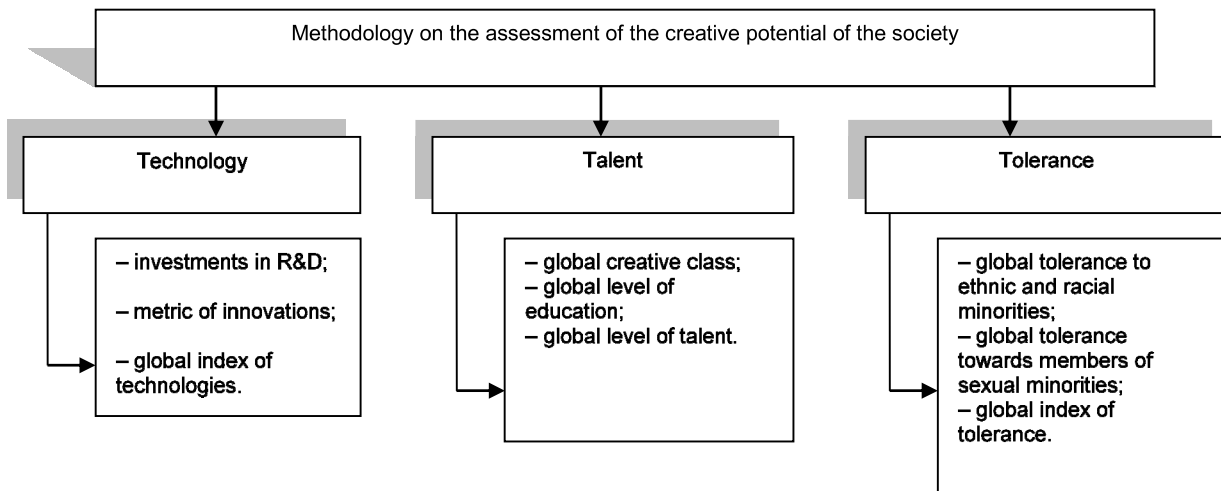 Methodology on the assessment of the creative potential of the society
Technology
– investments in R&D;
– metric of innovations;
– global index of
technologies.
Talent
– global creative class;
– global level of
education;
– global level of talent.
Tolerance
– global tolerance to
ethnic and racial
minorities;
– global tolerance
towards members of
sexual minorities;
– global index of
tolerance.